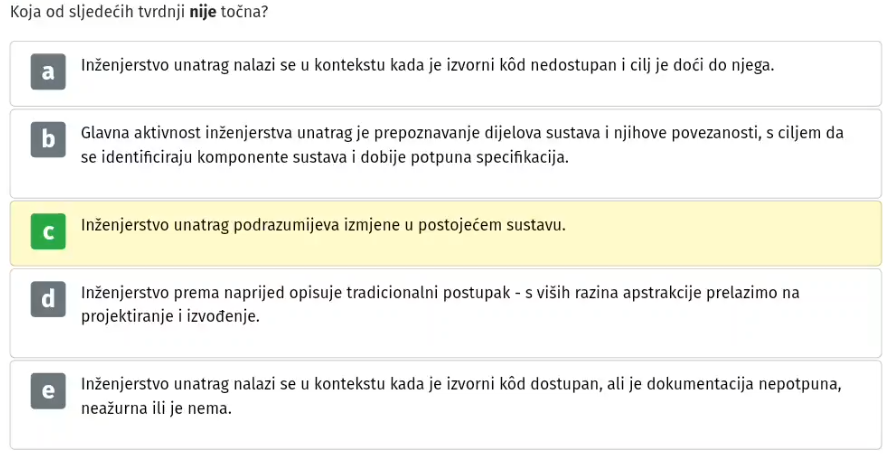 Koja od sljedećih tvrdnji nije točna?
a
Inženjerstvo unatrag nalazi se u kontekstu kada je izvorni kôd nedostupan i cilj je doći do njega.
b
Glavna aktivnost inženjerstva unatrag je prepoznavanje dijelova sustava i njihove povezanosti, s ciljem da
se identificiraju komponente sustava i dobije potpuna specifikacija.
c
Inženjerstvo unatrag podrazumijeva izmjene u postojećem sustavu.
d
Inženjerstvo prema naprijed opisuje tradicionalni postupak - s viših razina apstrakcije prelazimo na
projektiranje i izvođenje.
e
Inženjerstvo unatrag nalazi se u kontekstu kada je izvorni kôd dostupan, ali je dokumentacija nepotpuna,
neažurna ili je nema.